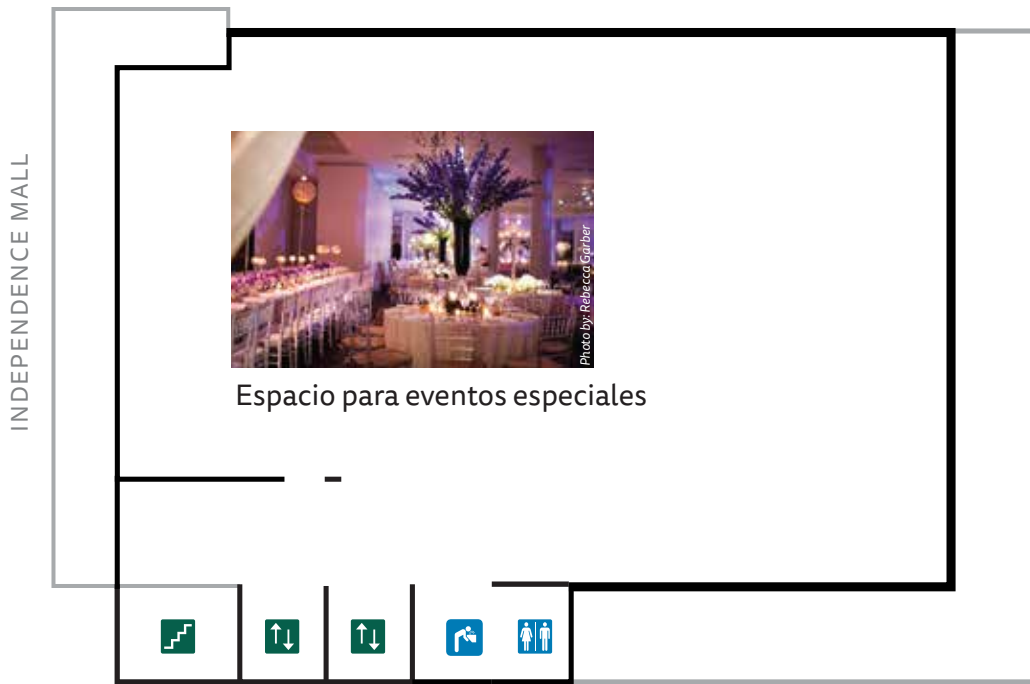 INDEPENDENCE MALL
Photo by: Rebecca Garber
Espacio para eventos especiales